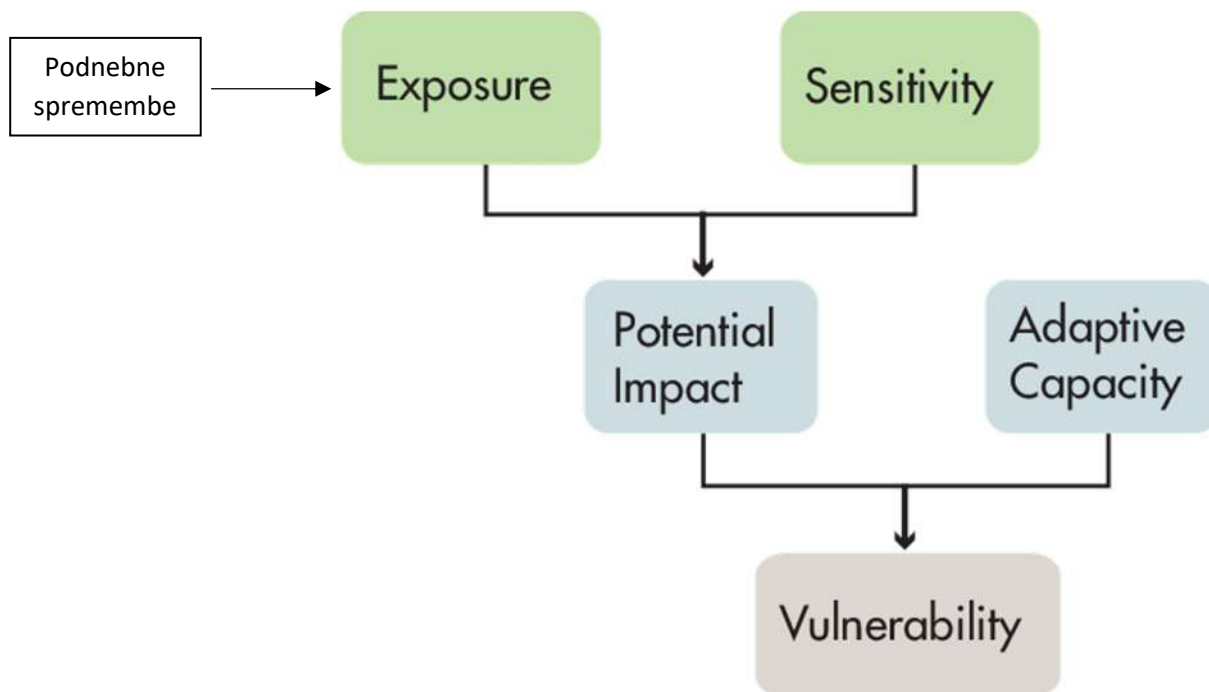 Podnebne
spremembe
Exposure
Sensitivity
Potential
Impact
Adaptive
Capacity
Vulnerability